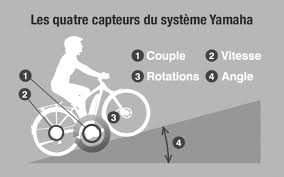 Les quatre capteurs du système Yamaha
1 Couple 2 Vitesse
3 Rotations 4 Angle
1
2
3
4